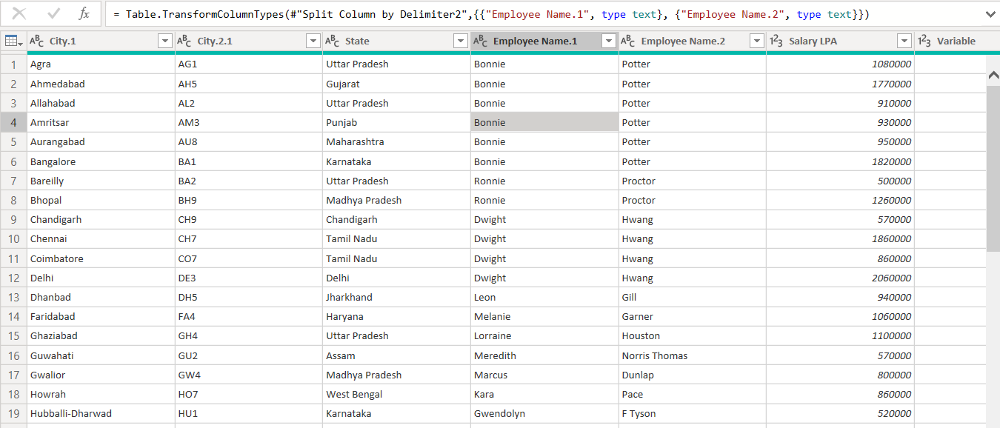 fx = Table.TransformColumnTypes(#"Split Column by Delimiter2",{{"Employee Name.1", type text}, {"Employee Name.2", type text}})
ABC City.1 ABC City.2.1 ABC State ABC Employee Name.1 ABC Employee Name.2 123 Salary LPA 123 Variable
1 Agra AG1 Uttar Pradesh Bonnie Potter 1080000
2 Ahmedabad AH5 Gujarat Bonnie Potter 1770000
3 Allahabad AL2 Uttar Pradesh Bonnie Potter 910000
4 Amritsar AM3 Punjab Bonnie Potter 930000
5 Aurangabad AU8 Maharashtra Bonnie Potter 950000
6 Bangalore BA1 Karnataka Bonnie Potter 1820000
7 Bareilly BA2 Uttar Pradesh Ronnie Proctor 500000
8 Bhopal BH9 Madhya Pradesh Ronnie Proctor 1260000
9 Chandigarh CH9 Chandigarh Dwight Hwang 570000
10 Chennai CH7 Tamil Nadu Dwight Hwang 1860000
11 Coimbatore CO7 Tamil Nadu Dwight Hwang 860000
12 Delhi DE3 Delhi Dwight Hwang 2060000
13 Dhanbad DH5 Jharkhand Leon Gill 940000
14 Faridabad FA4 Haryana Melanie Garner 1060000
15 Ghaziabad GH4 Uttar Pradesh Lorraine Houston 1100000
16 Guwahati GU2 Assam Meredith Norris Thomas 570000
17 Gwalior GW4 Madhya Pradesh Marcus Dunlap 800000
18 Howrah HO7 West Bengal Kara Pace 860000
19 Hubballi-Dharwad HU1 Karnataka Gwendolyn F Tyson 520000